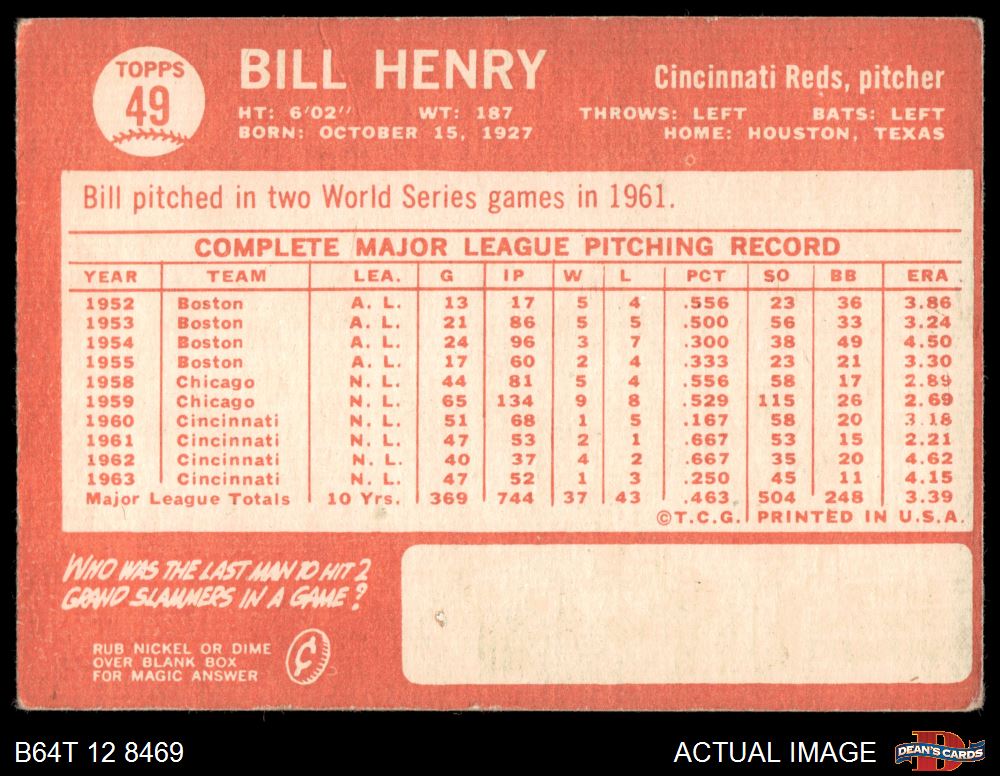 TOPPS
49
BILL HENRY
Cincinnati Reds, pitcher
HT: 6'02" WT: 187 THROWS: LEFT BATS: LEFT
BORN: OCTOBER 15, 1927 HOME: HOUSTON, TEXAS
Bill pitched in two World Series games in 1961.
COMPLETE MAJOR LEAGUE PITCHING RECORD
YEAR TEAM LEA. G IP W L PCT SO BB ERA
1952 Boston A. L. 13 17 5 4 .556 23 36 3.86
1953 Boston A. L. 21 86 5 5 .500 56 33 3.24
1954 Boston A. L. 24 96 3 7 .300 38 49 4.50
1955 Boston A. L. 17 60 2 4 .333 23 21 3.30
1958 Chicago N. L. 44 81 5 4 .556 58 17 2.89
1959 Chicago N. L. 65 134 9 8 .529 115 26 2.69
1960 Cincinnati N. L. 51 68 1 5 .167 58 20 3.18
1961 Cincinnati N. L. 47 53 2 1 .667 53 15 2.21
1962 Cincinnati N. L. 40 37 4 2 .667 35 20 4.62
1963 Cincinnati N. L. 47 52 1 3 .250 45 11 4.15
Major League Totals 10 Yrs. 369 744 37 43 .463 504 248 3.39
©T.C.G. PRINTED IN U.S.A.
WHO WAS THE LAST MAN TO HIT 2
GRAND SLAMMERS IN A GAME?
RUB NICKEL OR DIME
OVER BLANK BOX
FOR MAGIC ANSWER
¢
B64T 12 8469
ACTUAL IMAGE
DEAN'S CARDS